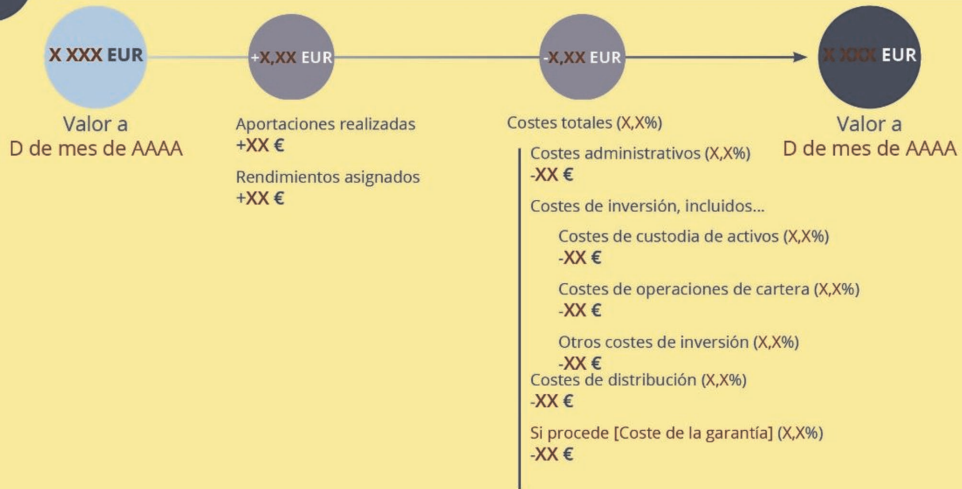 X XXX EUR
+X,XX EUR
-X,XX EUR
X XXX EUR
Valor a
D de mes de AAAA
Aportaciones realizadas
+XX €
Rendimientos asignados
+XX €
Costes totales (X,X%)
Costes administrativos (X,X%)
-XX €
Costes de inversión, incluidos...
Costes de custodia de activos (X,X%)
-XX €
Costes de operaciones de cartera (X,X%)
-XX €
Otros costes de inversión (X,X%)
-XX €
Costes de distribución (X,X%)
-XX €
Si procede [Coste de la garantía] (X,X%)
-XX €
Valor a
D de mes de AAAA